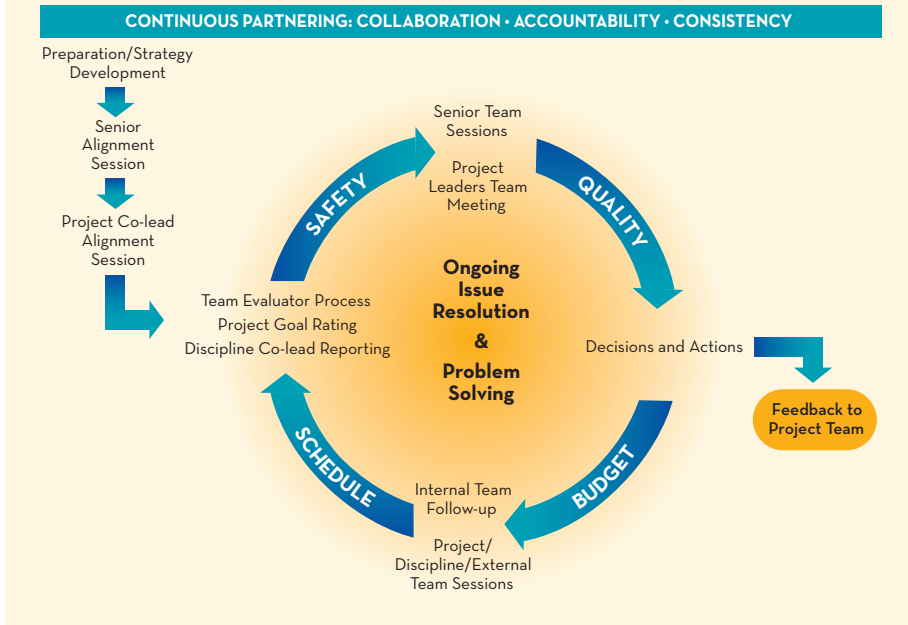 CONTINUOUS PARTNERING: COLLABORATION • ACCOUNTABILITY • CONSISTENCY
Preparation/Strategy
Development
Senior
Alignment
Session
Project Co-lead
Alignment
Session
Team Evaluator Process
Project Goal Rating
Discipline Co-lead Reporting
SAFETY
Senior Team
Sessions
Project
Leaders Team
Meeting
QUALITY
Ongoing
Issue
Resolution
&
Problem
Solving
Decisions and Actions
Feedback to
Project Team
BUDGET
Internal Team
Follow-up
Project/
Discipline/External
Team Sessions
SCHEDULE